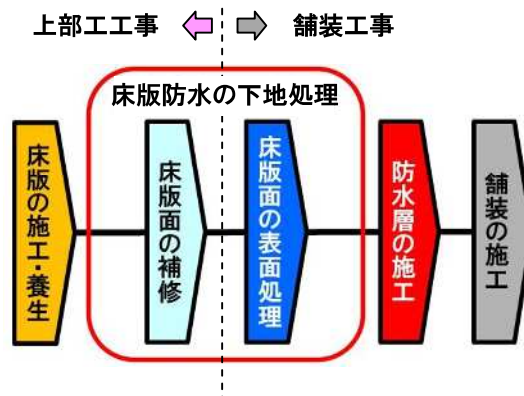 上部工工事
舗装工事
床版防水の下地処理
床版の施工・養生
床版面の補修
床版面の表面処理
防水層の施工
舗装の施工